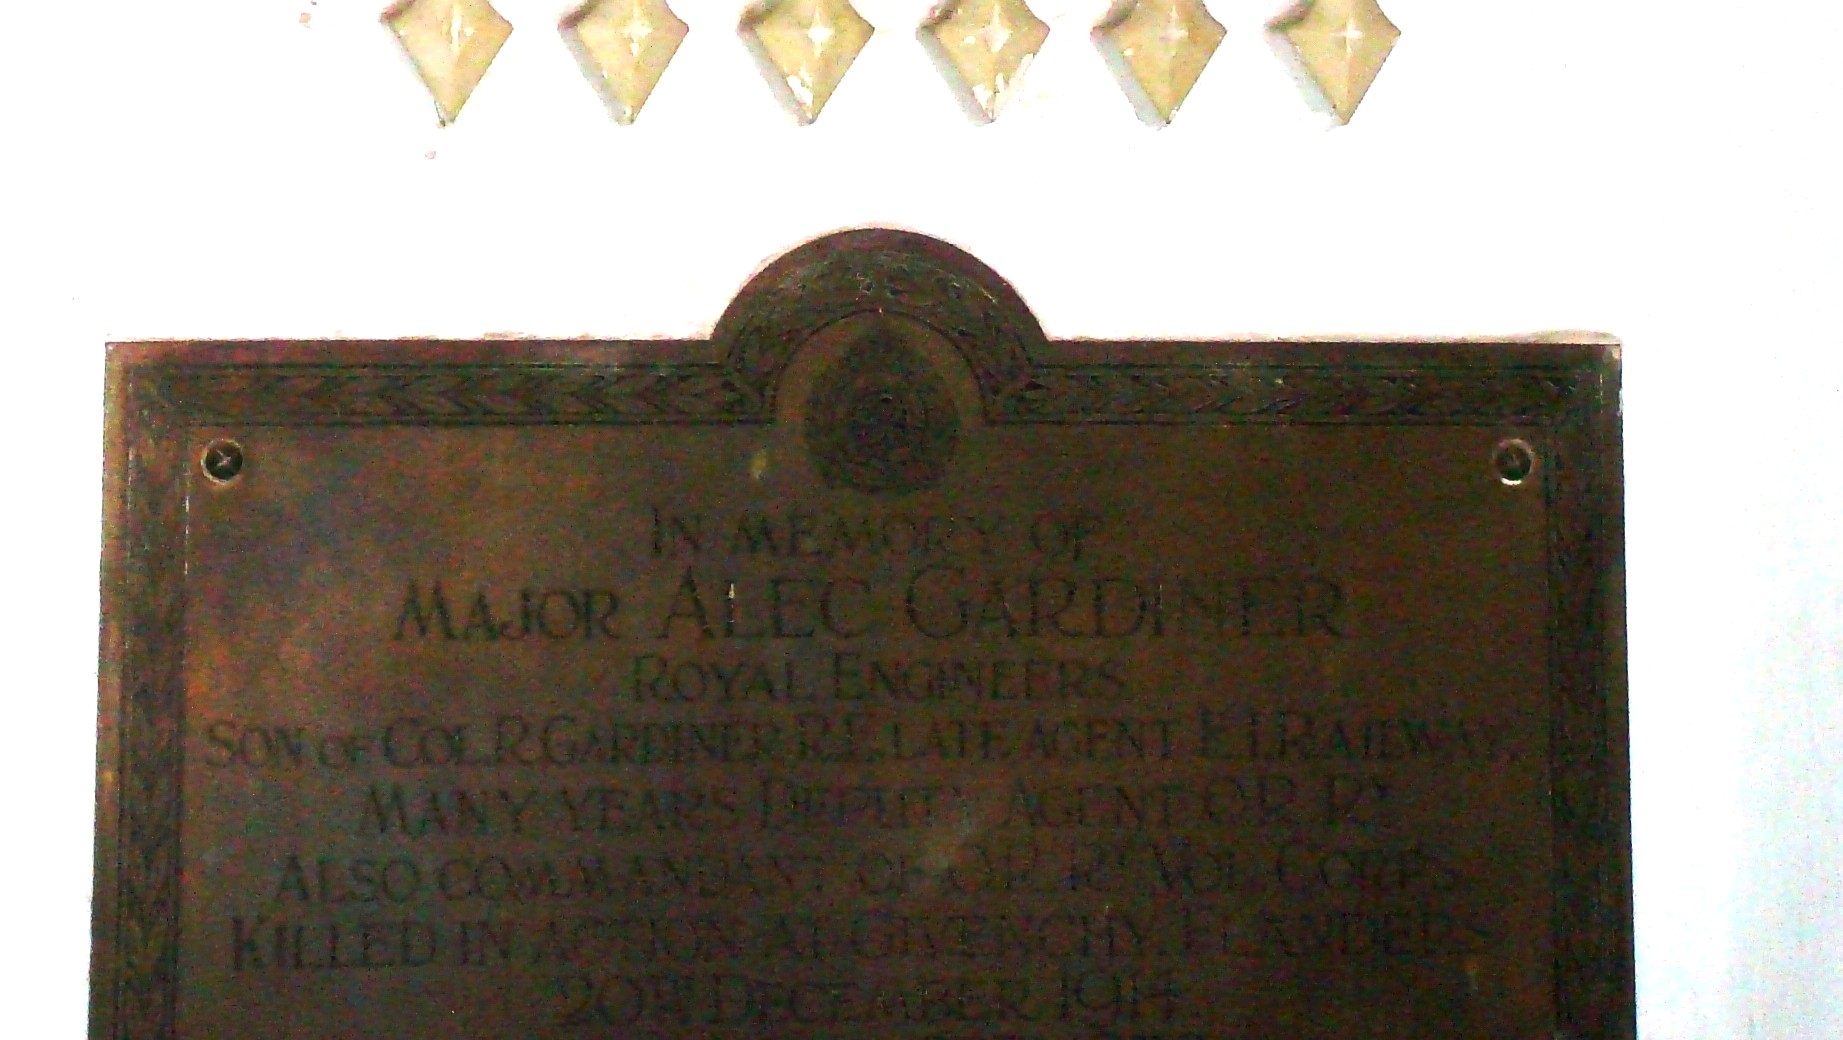 IN MEMORY OF
MAJOR ALEC GARDINER
ROYAL ENGINEERS
SON OF COL. R. GARDINER R.E. LATE AGENT E.I. RAILWAY,
MANY YEARS DEPUTY AGENT O.R. RY
ALSO COMMANDANT OF O.R. RY VOL. CORPS
KILLED IN ACTION AT GIVENCHY FLANDERS
20TH DECEMBER 1914